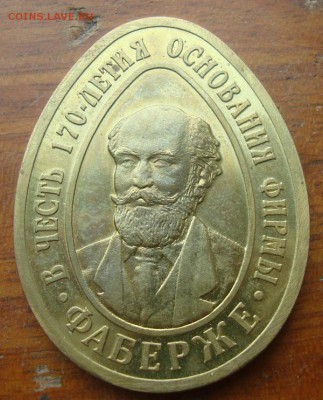 COINS.LAVE.RU
В ЧЕСТЬ 170-ЛЕТИЯ ОСНОВАНИЯ ФИРМЫ
· ФАБЕРЖЕ ·